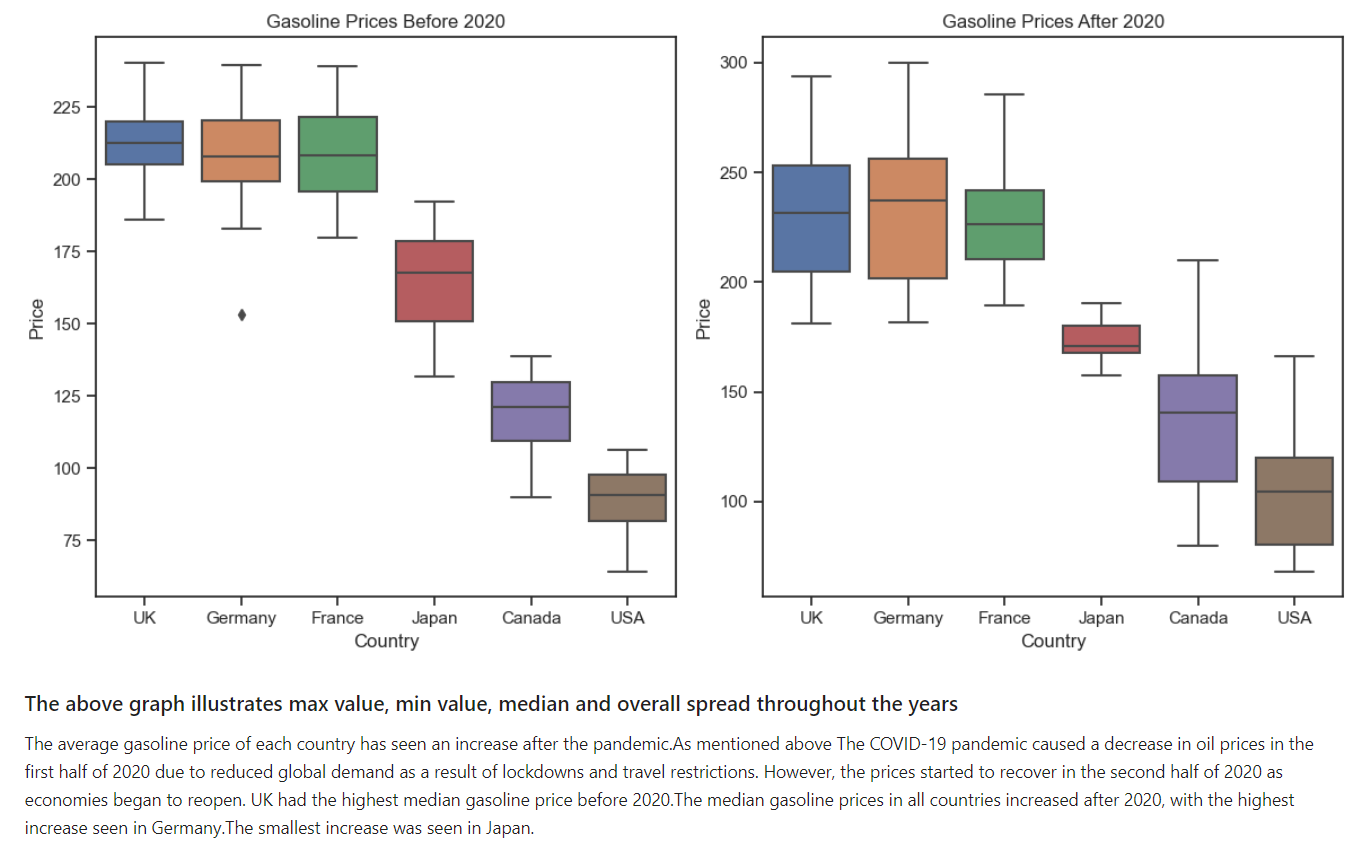 Gasoline Prices Before 2020
Gasoline Prices After 2020
225
200
175
150
125
100
75
Price
UK
Germany
France
Japan
Canada
USA
Country
300
250
200
150
100
Price
UK
Germany
France
Japan
Canada
USA
Country
The above graph illustrates max value, min value, median and overall spread throughout the years
The average gasoline price of each country has seen an increase after the pandemic.As mentioned above The COVID-19 pandemic caused a decrease in oil prices in the
first half of 2020 due to reduced global demand as a result of lockdowns and travel restrictions. However, the prices started to recover in the second half of 2020 as
economies began to reopen. UK had the highest median gasoline price before 2020.The median gasoline prices in all countries increased after 2020, with the highest
increase seen in Germany.The smallest increase was seen in Japan.